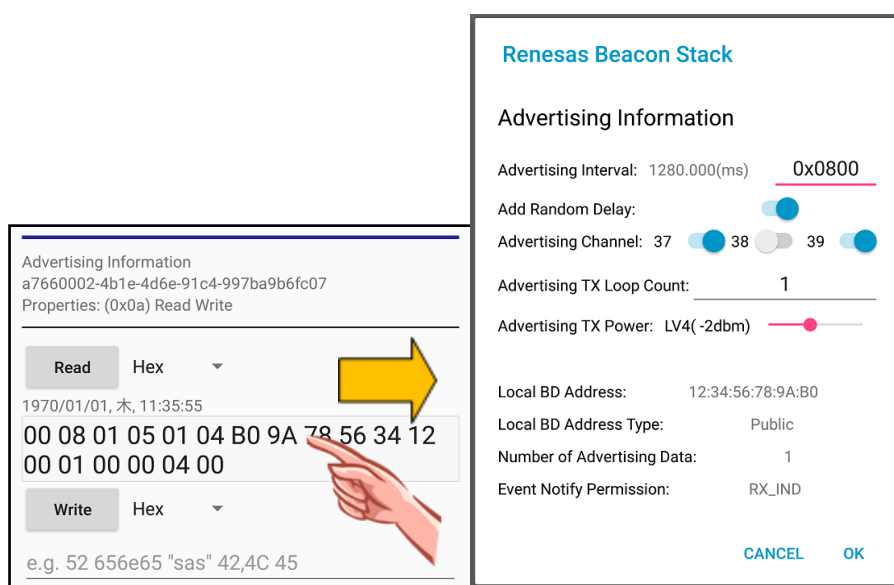 Advertising Information
a7660002-4b1e-4d6e-91c4-997ba9b6fc07
Properties: (0x0a) Read Write
Read Hex
1970/01/01, 木, 11:35:55
00 08 01 05 01 04 B0 9A 78 56 34 12
00 01 00 00 04 00
Write Hex
e.g. 52 656e65 "sas" 42,4C 45
Renesas Beacon Stack
Advertising Information
Advertising Interval: 1280.000(ms) 0x0800
Add Random Delay:
Advertising Channel: 37 38 39
Advertising TX Loop Count: 1
Advertising TX Power: LV4( -2dbm)
Local BD Address: 12:34:56:78:9A:B0
Local BD Address Type: Public
Number of Advertising Data: 1
Event Notify Permission: RX_IND
CANCEL OK